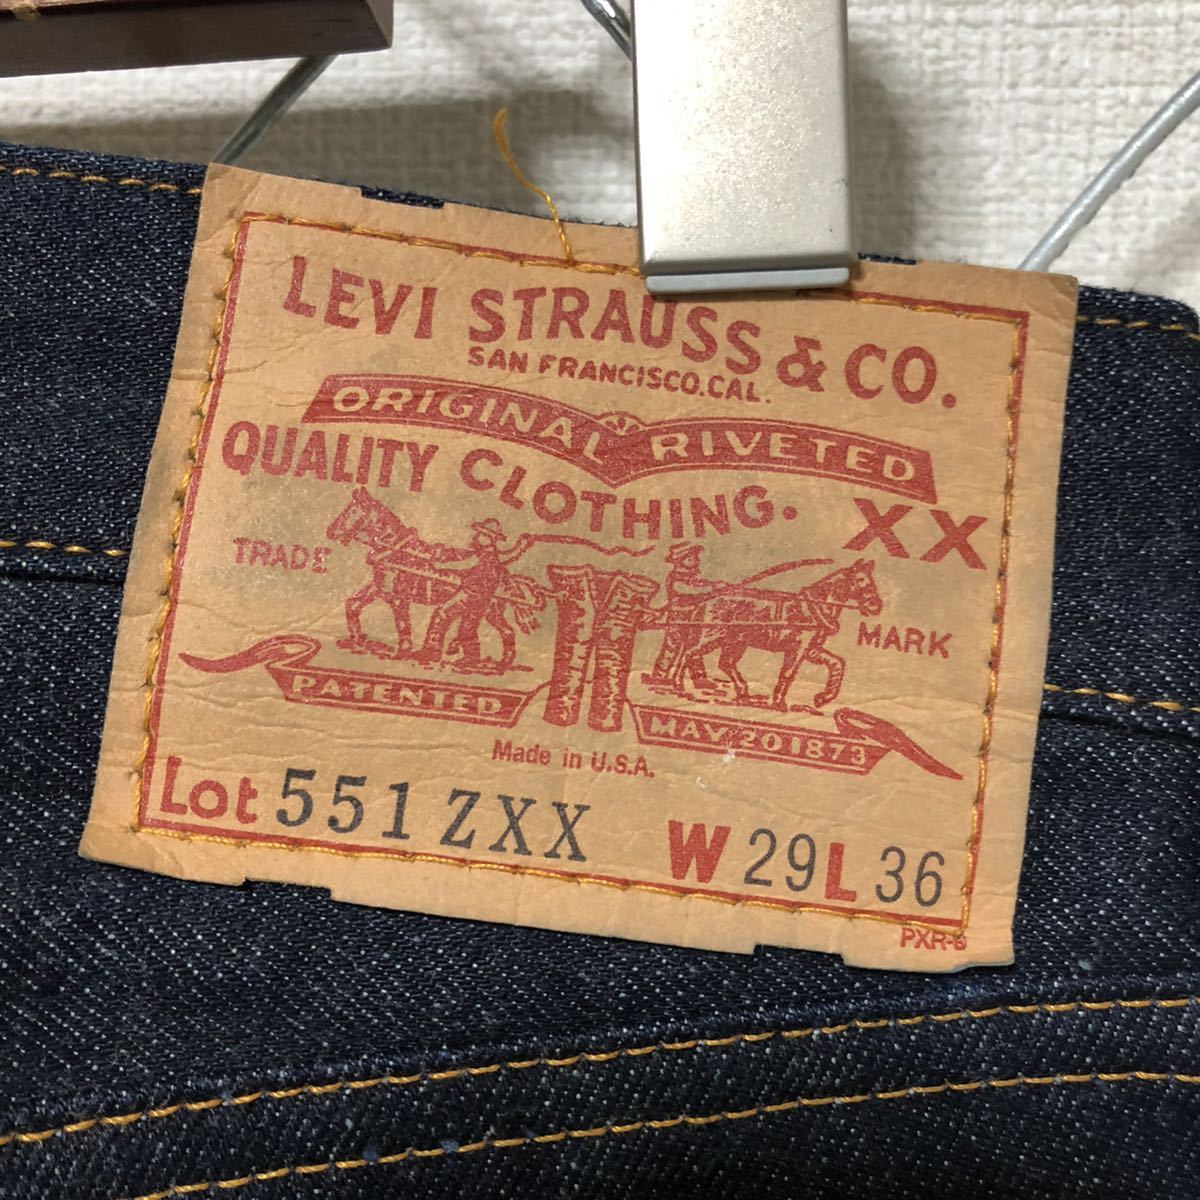 LEVI STRAUSS & CO.
SAN FRANCISCO.CAL.
ORIGINAL RIVETED
QUALITY CLOTHING.
XX
TRADE MARK
PATENTED MAY 20 1873
Made in U.S.A.
Lot 551 ZXX W 29 L 36